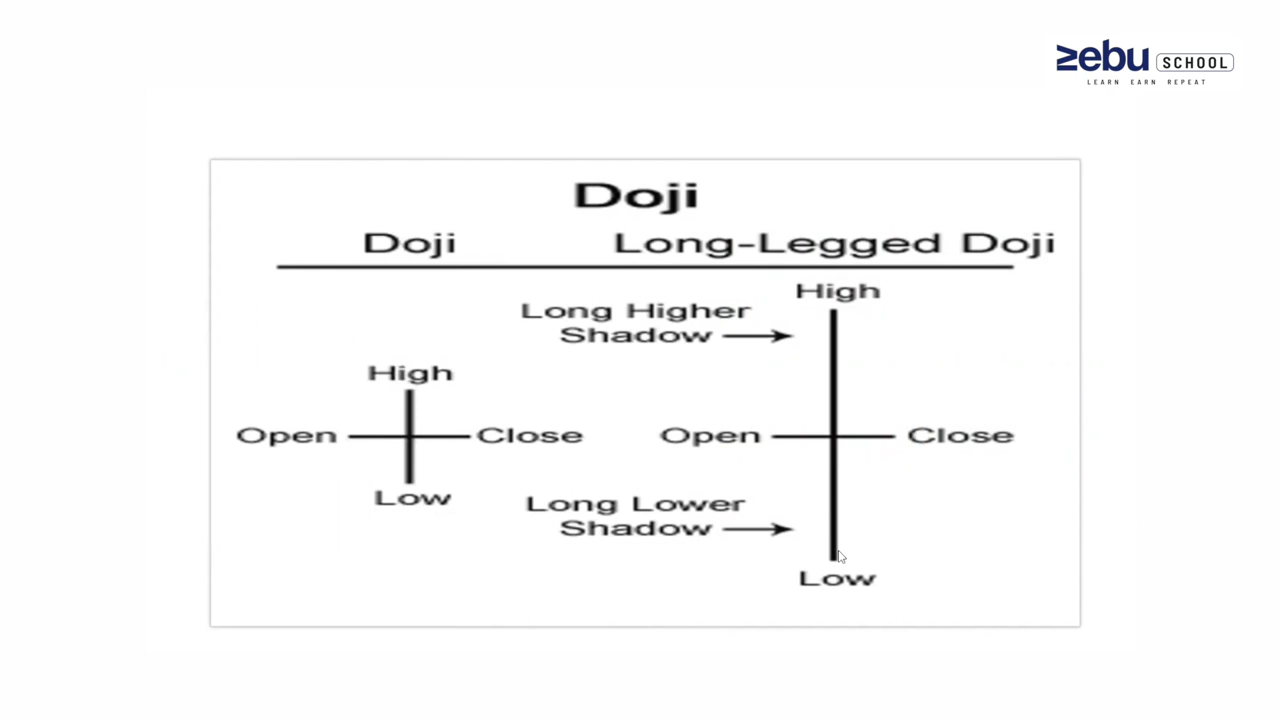 zebu SCHOOL
LEARN EARN REPEAT
Doji
Doji
Long-Legged Doji
High
Long Higher
Shadow
High
Open
Close
Open
Close
Low
Long Lower
Shadow
Low